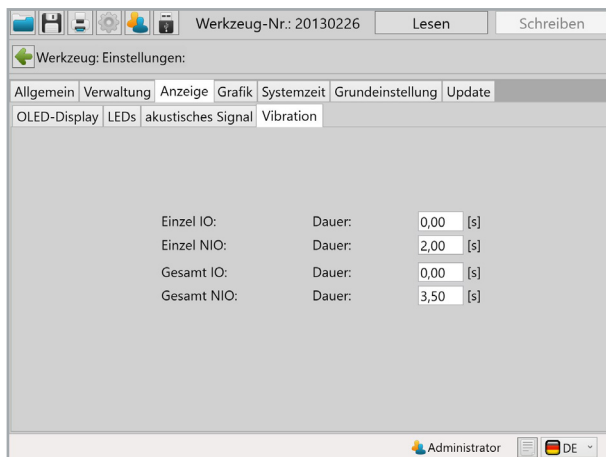 Werkzeug-Nr.: 20130226 Lesen Schreiben
Werkzeug: Einstellungen:
Allgemein Verwaltung Anzeige Grafik Systemzeit Grundeinstellung Update
OLED-Display LEDs akustisches Signal Vibration
Einzel IO: Dauer: 0,00 [s]
Einzel NIO: Dauer: 2,00 [s]
Gesamt IO: Dauer: 0,00 [s]
Gesamt NIO: Dauer: 3,50 [s]
Administrator DE